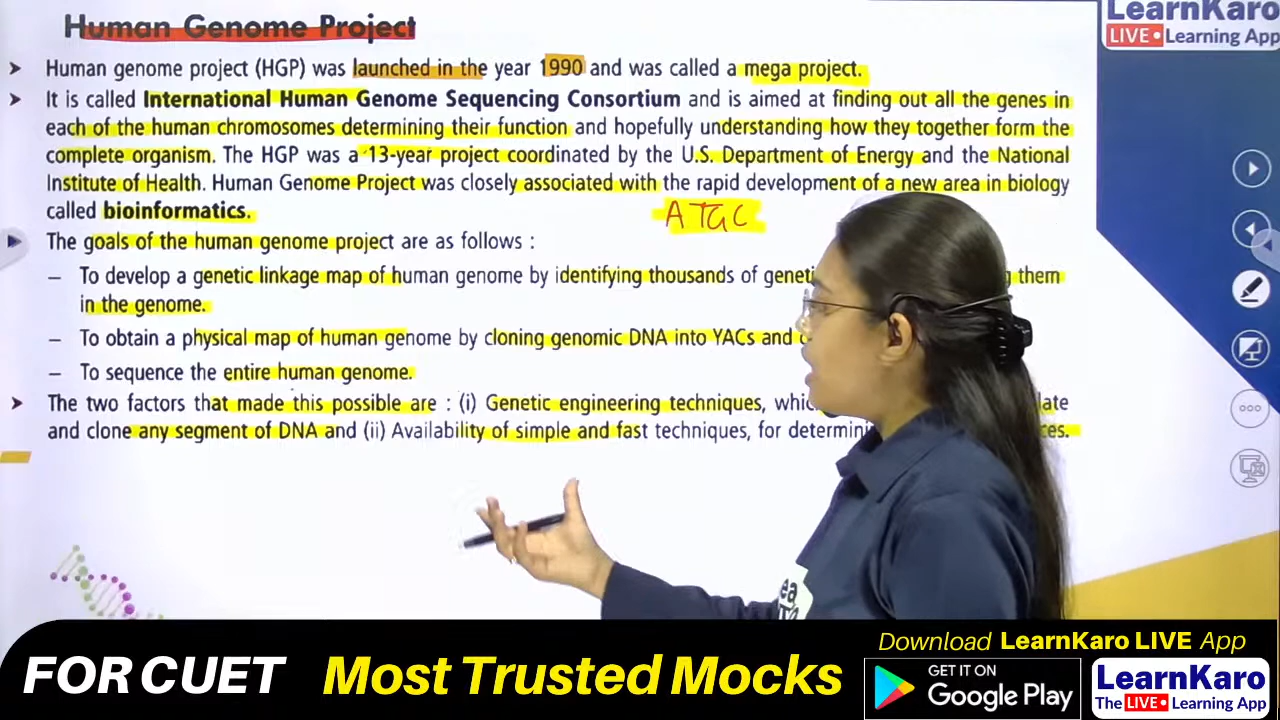 Human Genome Project
LearnKaro
LIVE Learning App
➤ Human genome project (HGP) was launched in the year 1990 and was called a mega project.
➤ It is called International Human Genome Sequencing Consortium and is aimed at finding out all the genes in
each of the human chromosomes determining their function and hopefully understanding how they together form the
complete organism. The HGP was a 13-year project coordinated by the U.S. Department of Energy and the National
Institute of Health. Human Genome Project was closely associated with the rapid development of a new area in biology
called bioinformatics.
ATGC
The goals of the human genome project are as follows :
– To develop a genetic linkage map of human genome by identifying thousands of them
in the genome.
– To obtain a physical map of human genome by cloning genomic DNA into YACs and
– To sequence the entire human genome.
➤ The two factors that made this possible are : (i) Genetic engineering techniques,
and clone any segment of DNA and (ii) Availability of simple and fast techniques, for
FOR CUET Most Trusted Mocks
Download LearnKaro LIVE App
GET IT ON
Google Play
LearnKaro
The LIVE Learning App